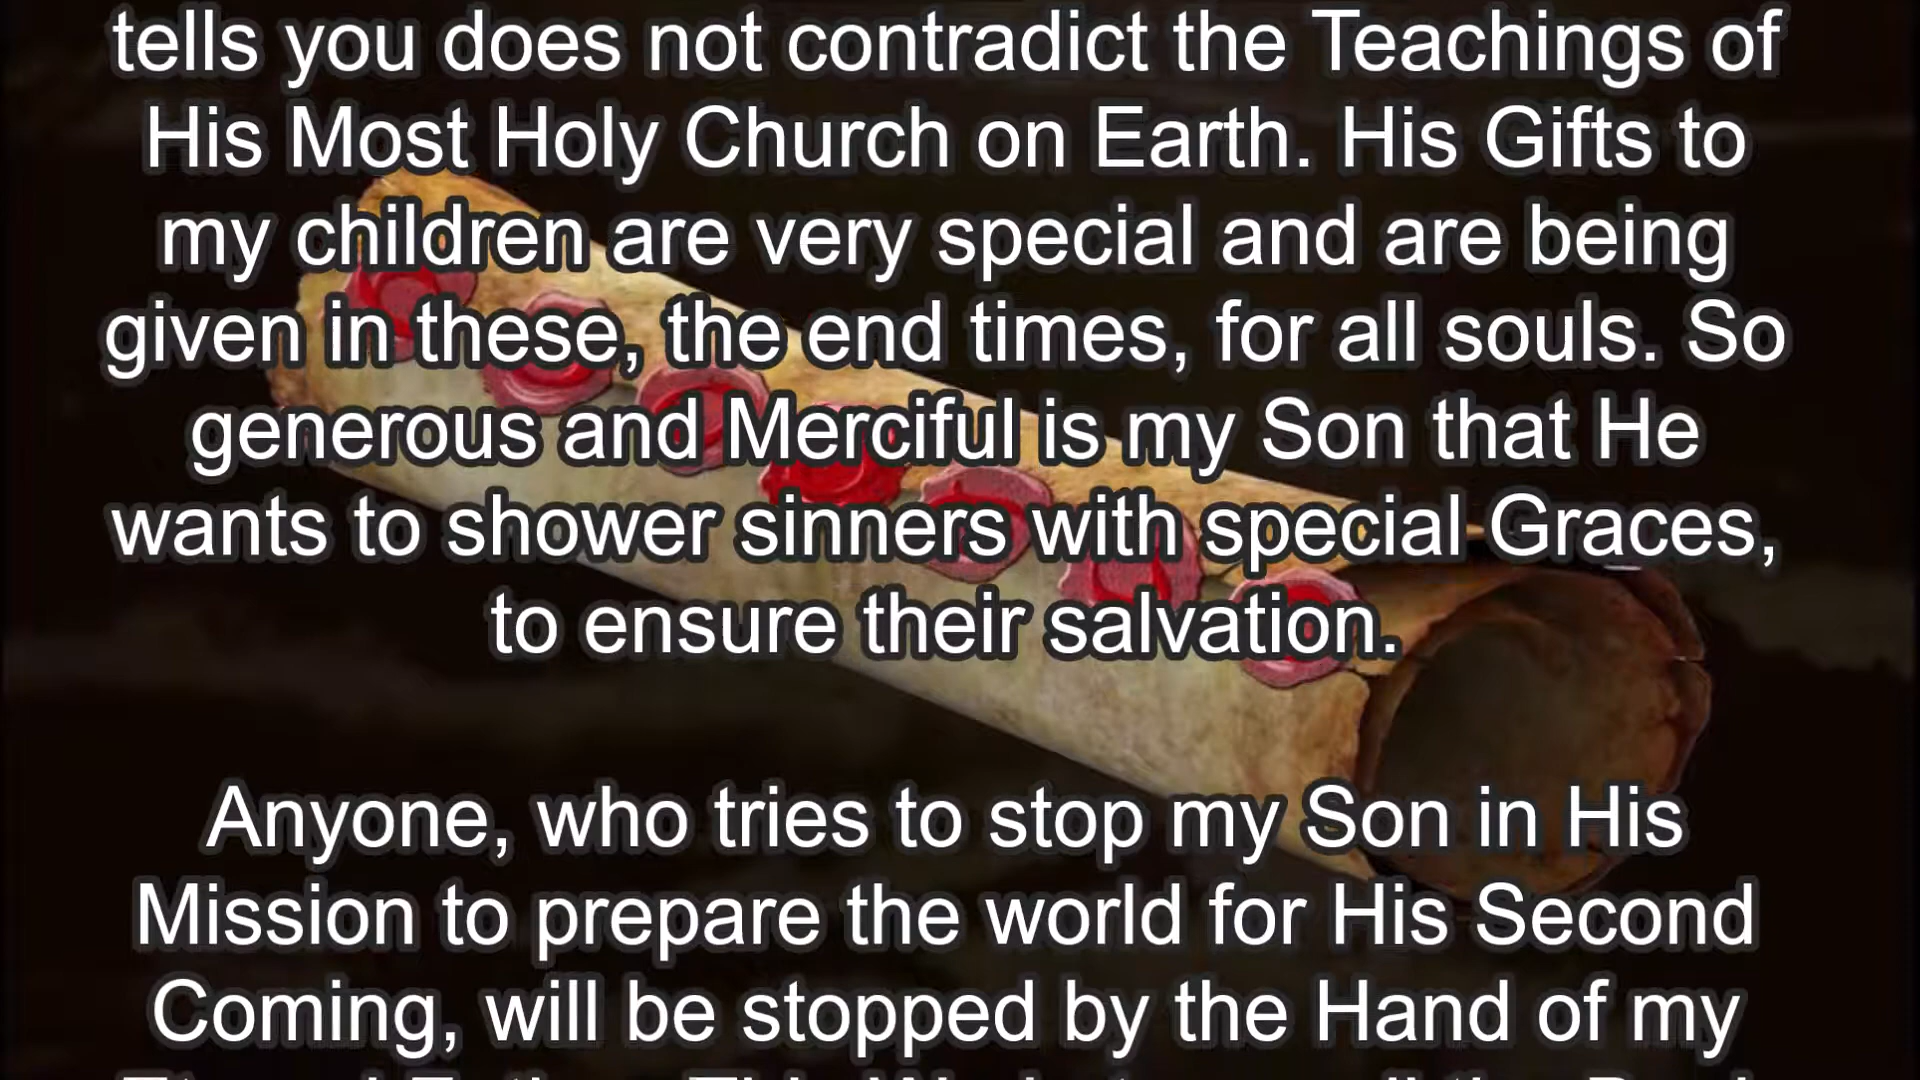 tells you does not contradict the Teachings of
His Most Holy Church on Earth. His Gifts to
my children are very special and are being
given in these, the end times, for all souls. So
generous and Merciful is my Son that He
wants to shower sinners with special Graces,
to ensure their salvation.
Anyone, who tries to stop my Son in His
Mission to prepare the world for His Second
Coming, will be stopped by the Hand of my